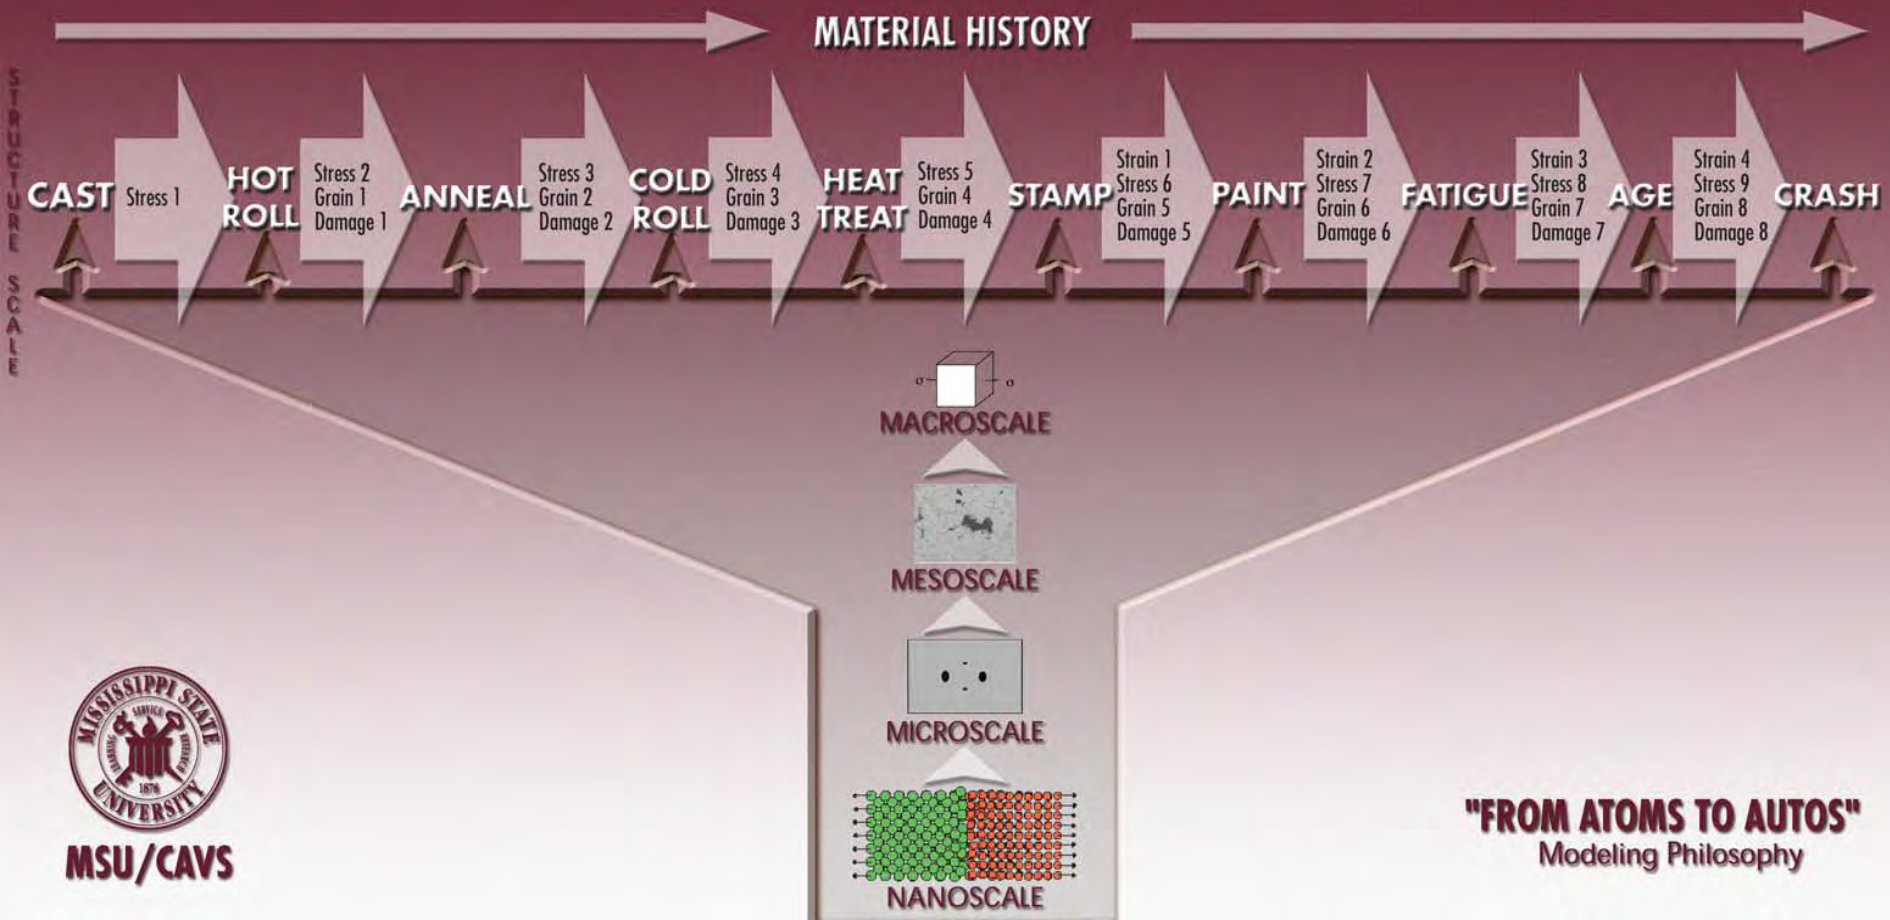 MATERIAL HISTORY
STRUCTURE SCALE
CAST
Stress 1
HOT
ROLL
Stress 2
Grain 1
Damage 1
ANNEAL
Stress 3
Grain 2
Damage 2
COLD
ROLL
Stress 4
Grain 3
Damage 3
HEAT
TREAT
Stress 5
Grain 4
Damage 4
STAMP
Strain 1
Stress 6
Grain 5
Damage 5
PAINT
Strain 2
Stress 7
Grain 6
Damage 6
FATIGUE
Strain 3
Stress 8
Grain 7
Damage 7
AGE
Strain 4
Stress 9
Grain 8
Damage 8
CRASH
σ σ
MACROSCALE
MESOSCALE
MICROSCALE
NANOSCALE
MISSISSIPPI STATE
UNIVERSITY
LEARNING
SERVICE
RESEARCH
1878
MSU/CAVS
"FROM ATOMS TO AUTOS"
Modeling Philosophy